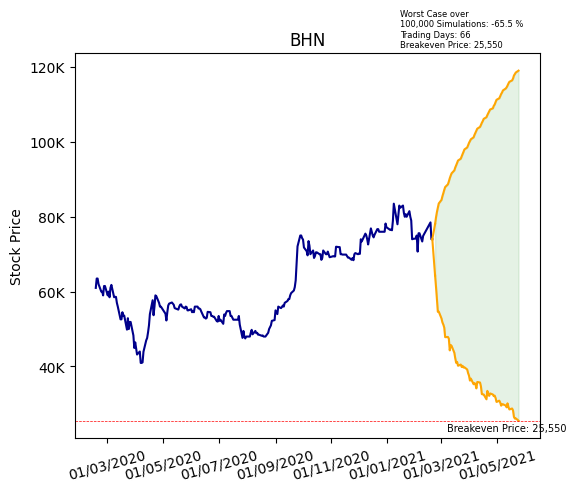 Worst Case over
100,000 Simulations: -65.5 %
Trading Days: 66
Breakeven Price: 25,550
BHN
120K
100K
80K
60K
40K
Stock Price
Breakeven Price: 25,550
01/03/2020
01/05/2020
01/07/2020
01/09/2020
01/11/2020
01/01/2021
01/03/2021
01/05/2021